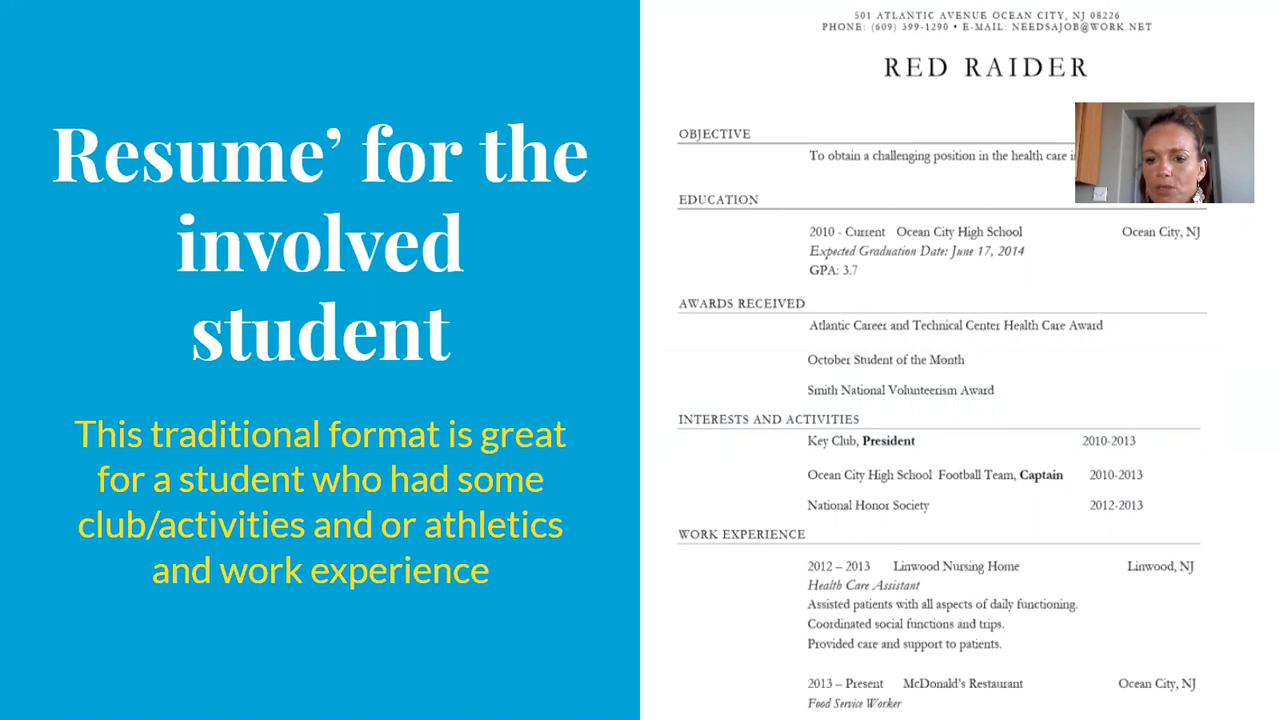 Resume’ for the
involved
student
This traditional format is great
for a student who had some
club/activities and or athletics
and work experience
501 ATLANTIC AVENUE OCEAN CITY, NJ 08226
PHONE: (609) 399-1290 • E-MAIL: NEEDSAJOB@WORK.NET
RED RAIDER
OBJECTIVE
To obtain a challenging position in the health care
EDUCATION
2010 - Current Ocean City High School Ocean City, NJ
Expected Graduation Date: June 17, 2014
GPA: 3.7
AWARDS RECEIVED
Atlantic Career and Technical Center Health Care Award
October Student of the Month
Smith National Volunteerism Award
INTERESTS AND ACTIVITIES
Key Club, President 2010-2013
Ocean City High School Football Team, Captain 2010-2013
National Honor Society 2012-2013
WORK EXPERIENCE
2012 – 2013 Linwood Nursing Home Linwood, NJ
Health Care Assistant
Assisted patients with all aspects of daily functioning.
Coordinated social functions and trips.
Provided care and support to patients.
2013 – Present McDonald's Restaurant Ocean City, NJ
Food Service Worker